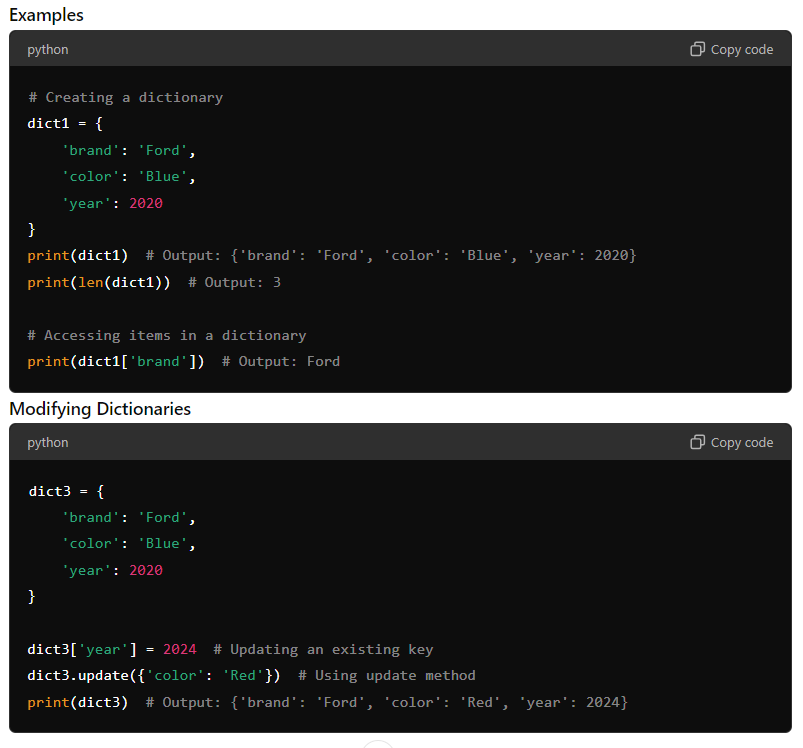 Examples
python
Copy code
# Creating a dictionary
dict1 = {
    'brand': 'Ford',
    'color': 'Blue',
    'year': 2020
}
print(dict1)  # Output: {'brand': 'Ford', 'color': 'Blue', 'year': 2020}
print(len(dict1))  # Output: 3

# Accessing items in a dictionary
print(dict1['brand'])  # Output: Ford
Modifying Dictionaries
python
Copy code
dict3 = {
    'brand': 'Ford',
    'color': 'Blue',
    'year': 2020
}

dict3['year'] = 2024  # Updating an existing key
dict3.update({'color': 'Red'})  # Using update method
print(dict3)  # Output: {'brand': 'Ford', 'color': 'Red', 'year': 2024}